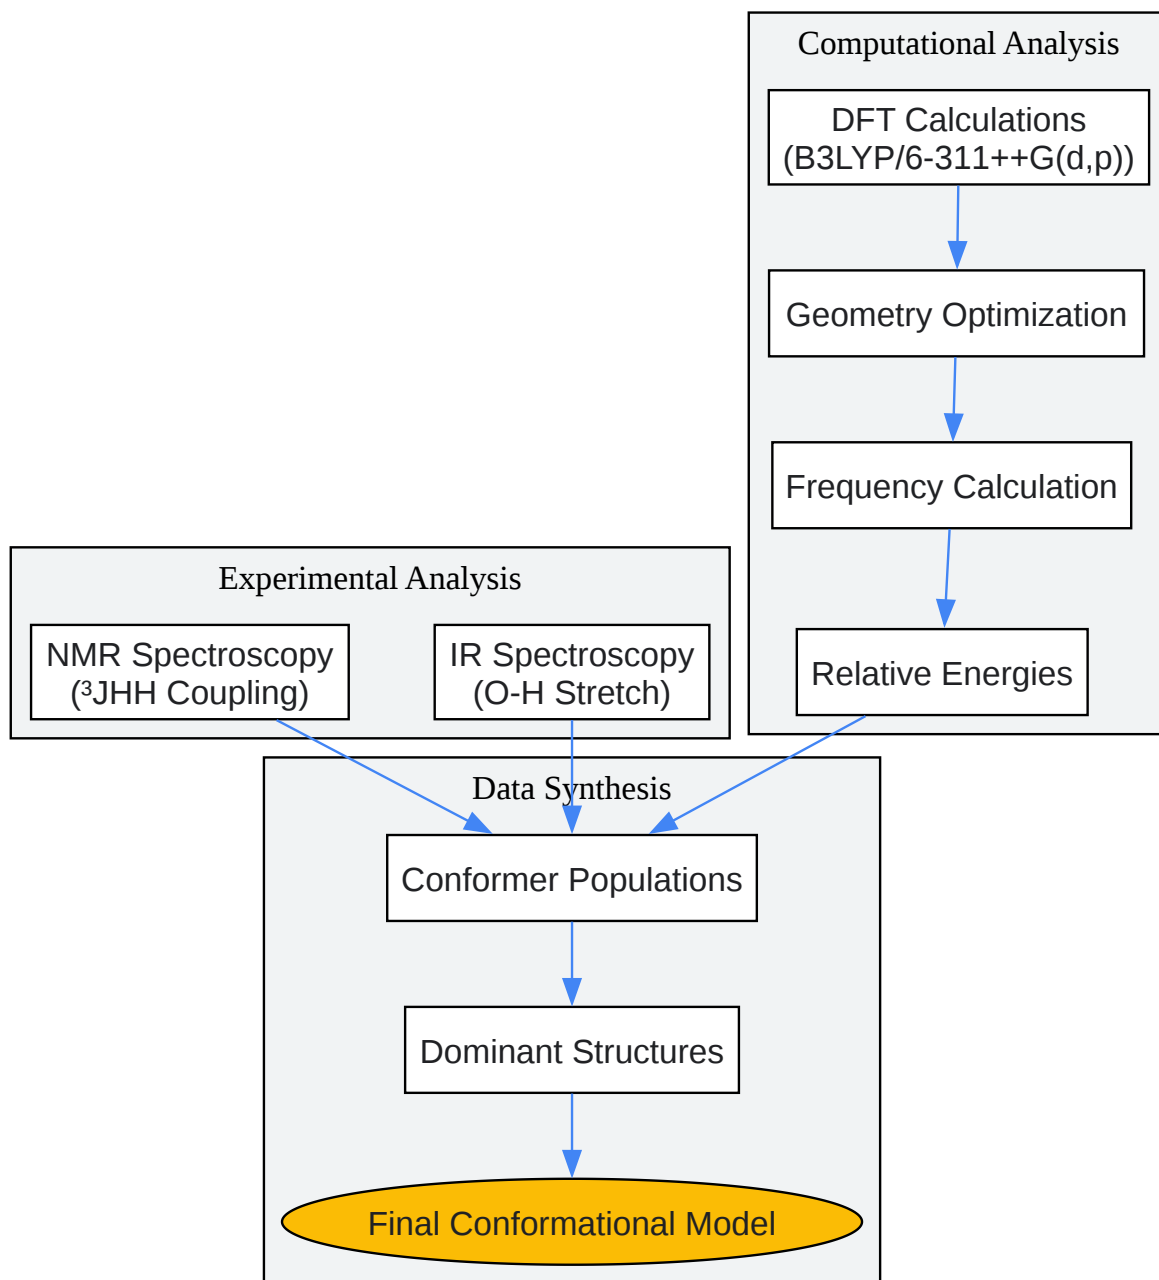 Computational Analysis
DFT Calculations
(B3LYP/6-311++G(d,p))
Geometry Optimization
Frequency Calculation
Relative Energies
Experimental Analysis
NMR Spectroscopy
(³JHH Coupling)
IR Spectroscopy
(O-H Stretch)
Data Synthesis
Conformer Populations
Dominant Structures
Final Conformational Model